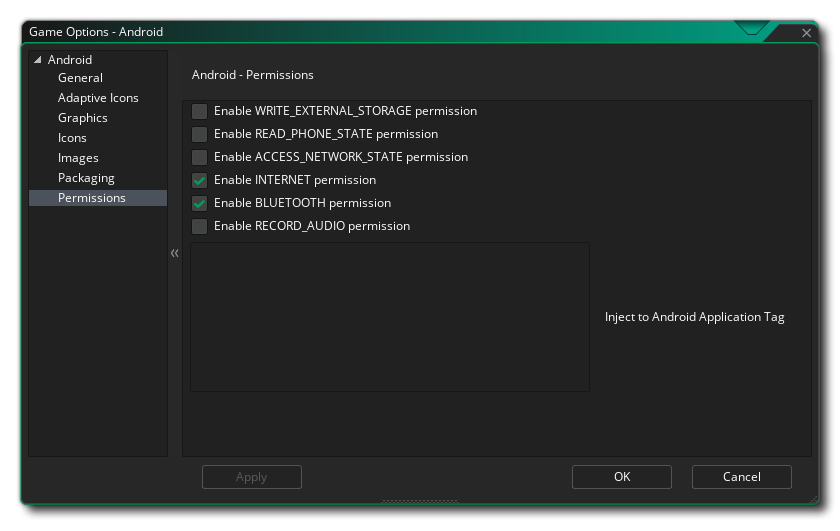 Game Options - Android
Android
General
Adaptive Icons
Graphics
Icons
Images
Packaging
Permissions
Android - Permissions
Enable WRITE_EXTERNAL_STORAGE permission
Enable READ_PHONE_STATE permission
Enable ACCESS_NETWORK_STATE permission
Enable INTERNET permission
Enable BLUETOOTH permission
Enable RECORD_AUDIO permission
Inject to Android Application Tag
Apply
OK
Cancel